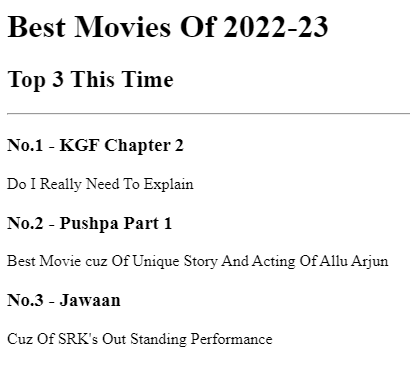 Best Movies Of 2022-23
Top 3 This Time
No.1 - KGF Chapter 2
Do I Really Need To Explain
No.2 - Pushpa Part 1
Best Movie cuz Of Unique Story And Acting Of Allu Arjun
No.3 - Jawaan
Cuz Of SRK's Out Standing Performance